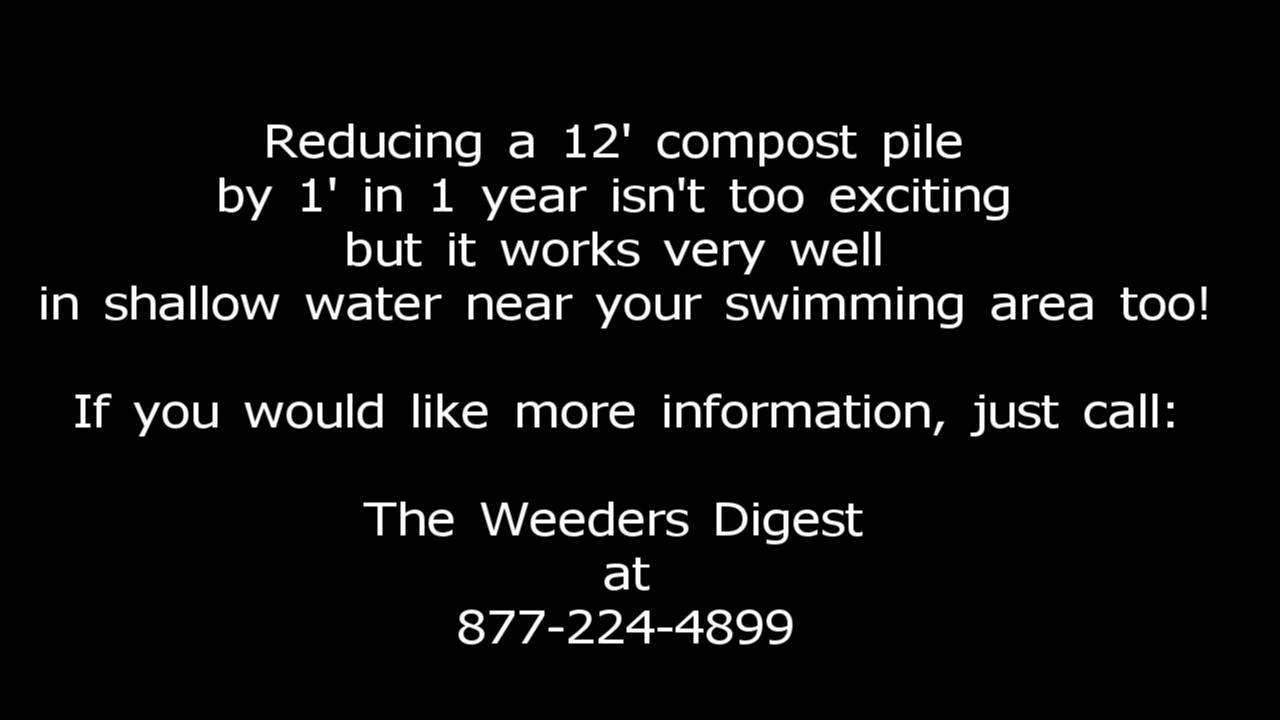 Reducing a 12' compost pile
by 1' in 1 year isn't too exciting
but it works very well
in shallow water near your swimming area too!
If you would like more information, just call:
The Weeders Digest
at
877-224-4899